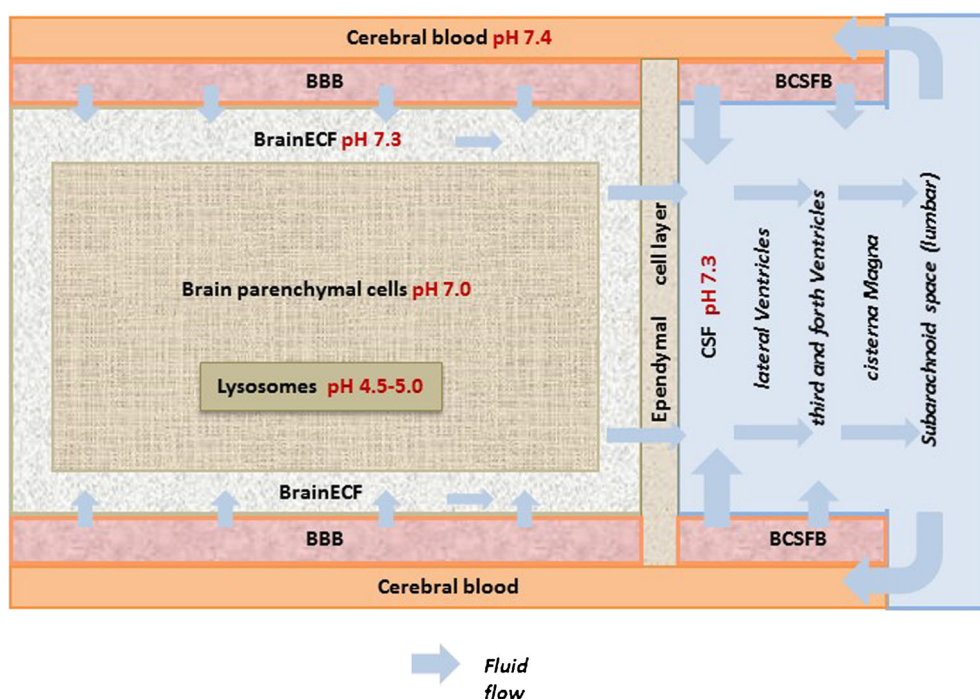 Cerebral blood pH 7.4
BBB
BCSFB
BrainECF pH 7.3
Brain parenchymal cells pH 7.0
Lysosomes pH 4.5-5.0
Ependymal cell layer
CSF pH 7.3
lateral Ventricles
third and forth Ventricles
cisterna Magna
Subarachnoid space (lumbar)
BrainECF
BBB
BCSFB
Cerebral blood
Fluid
flow